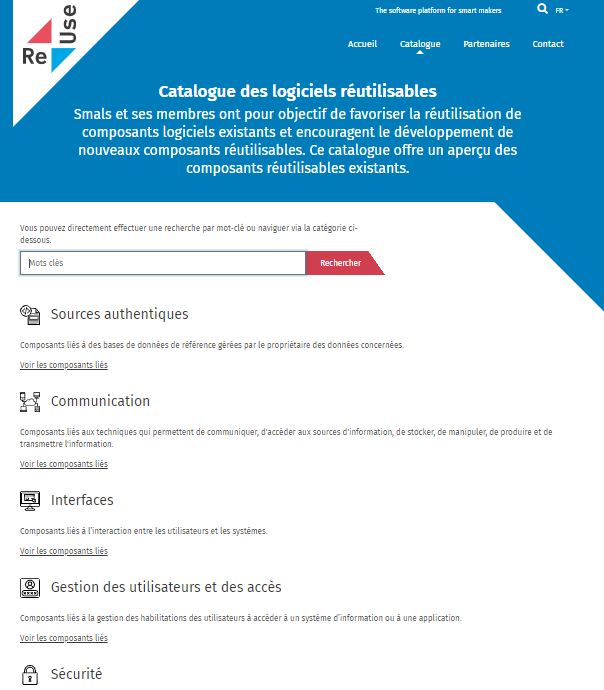 Re Use
The software platform for smart makers
FR
Accueil Catalogue Partenaires Contact
Catalogue des logiciels réutilisables
Smals et ses membres ont pour objectif de favoriser la réutilisation de
composants logiciels existants et encouragent le développement de
nouveaux composants réutilisables. Ce catalogue offre un aperçu des
composants réutilisables existants.
Vous pouvez directement effectuer une recherche par mot-clé ou naviguer via la catégorie ci-
dessous.
Mots clés
Rechercher
Sources authentiques
Composants liés à des bases de données de référence gérées par le propriétaire des données concernées.
Voir les composants liés
Communication
Composants liés aux techniques qui permettent de communiquer, d'accéder aux sources d'information, de stocker, de manipuler, de produire et de
transmettre l'information.
Voir les composants liés
Interfaces
Composants liés à l’interaction entre les utilisateurs et les systèmes.
Voir les composants liés
Gestion des utilisateurs et des accès
Composants liés à la gestion des habilitations des utilisateurs à accéder à un système d’information ou à une application.
Voir les composants liés
Sécurité